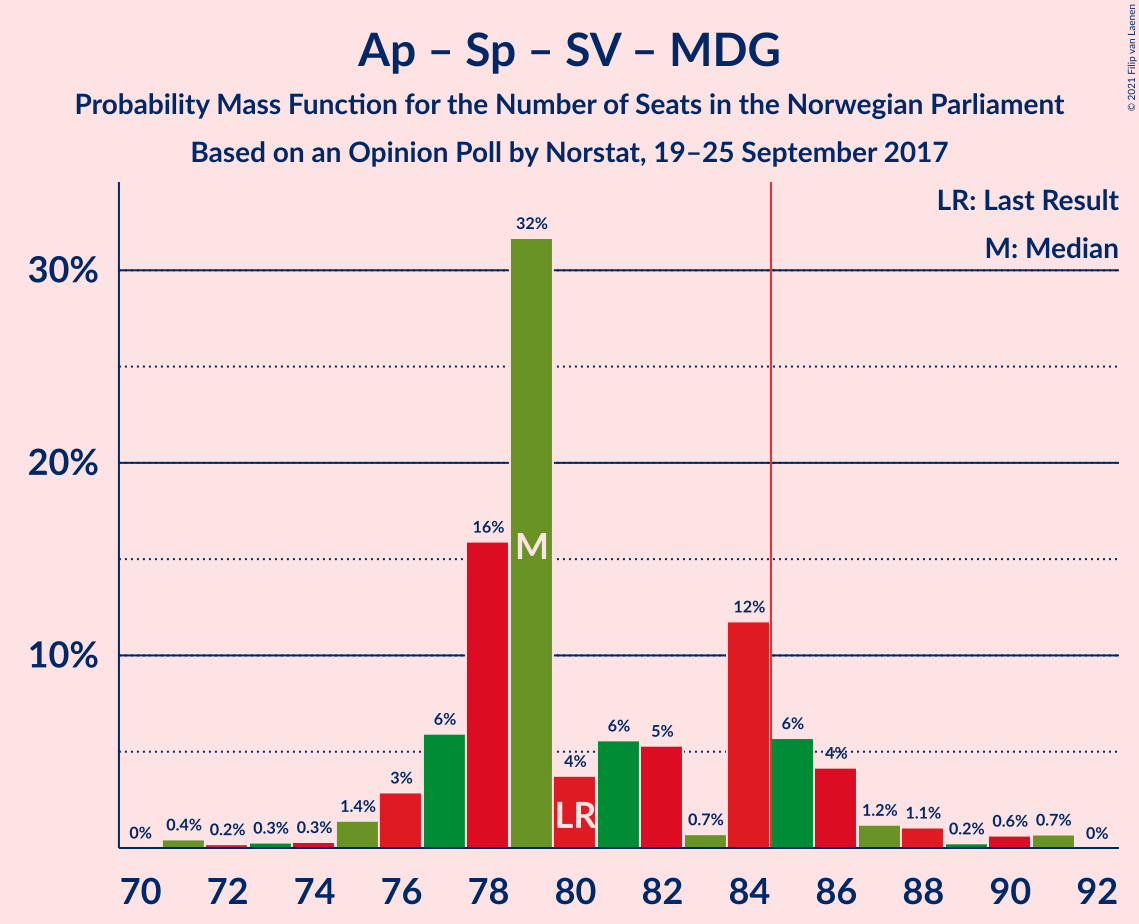 Ap – Sp – SV – MDG
Probability Mass Function for the Number of Seats in the Norwegian Parliament
Based on an Opinion Poll by Norstat, 19–25 September 2017
© 2021 Filip van Laenen
LR: Last Result
M: Median
30%
20%
10%
0%
0.4%
0.2%
0.3%
0.3%
1.4%
3%
6%
16%
32%
4%
6%
5%
0.7%
12%
6%
4%
1.2%
1.1%
0.2%
0.6%
0.7%
0%
M
LR
70 72 74 76 78 80 82 84 86 88 90 92